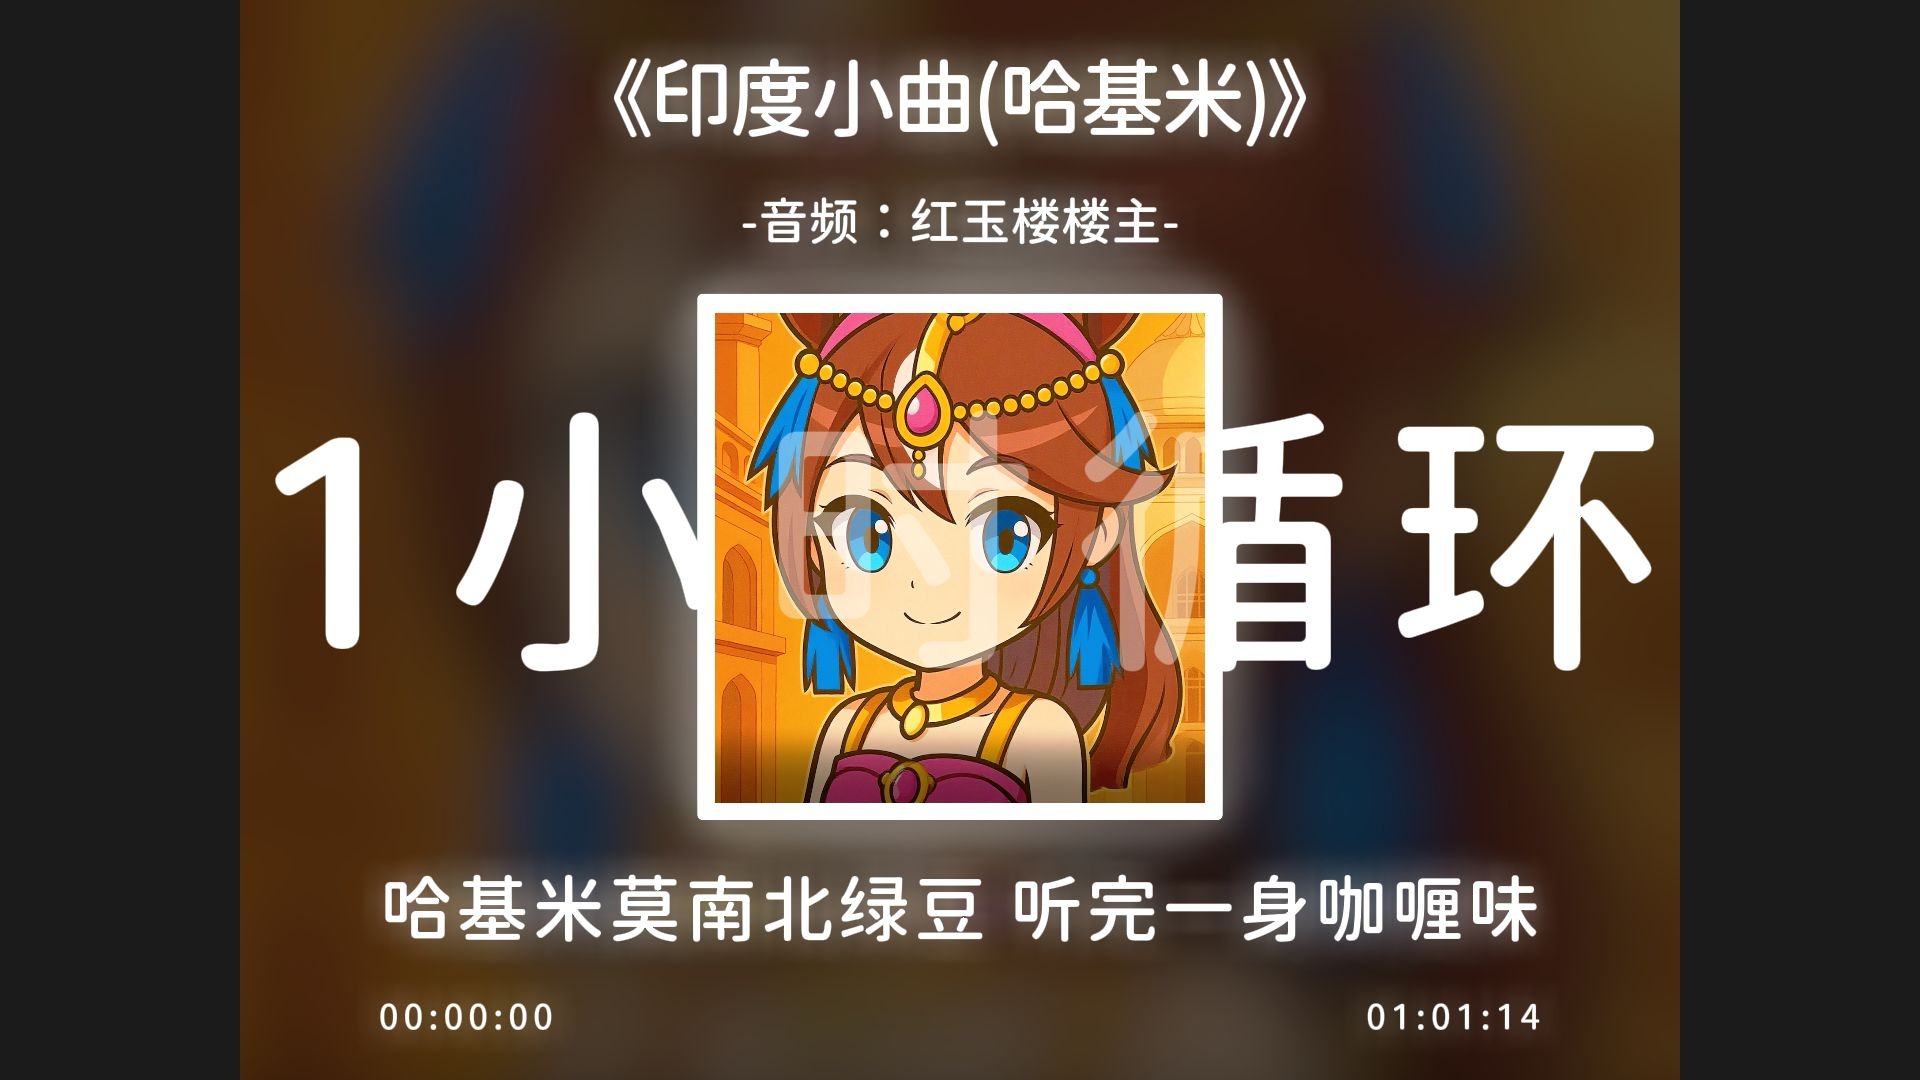 《印度小曲(哈基米)》
-音频：红玉楼楼主-
1小时循环
哈基米莫南北绿豆 听完一身咖喱味
00:00:00
01:01:14